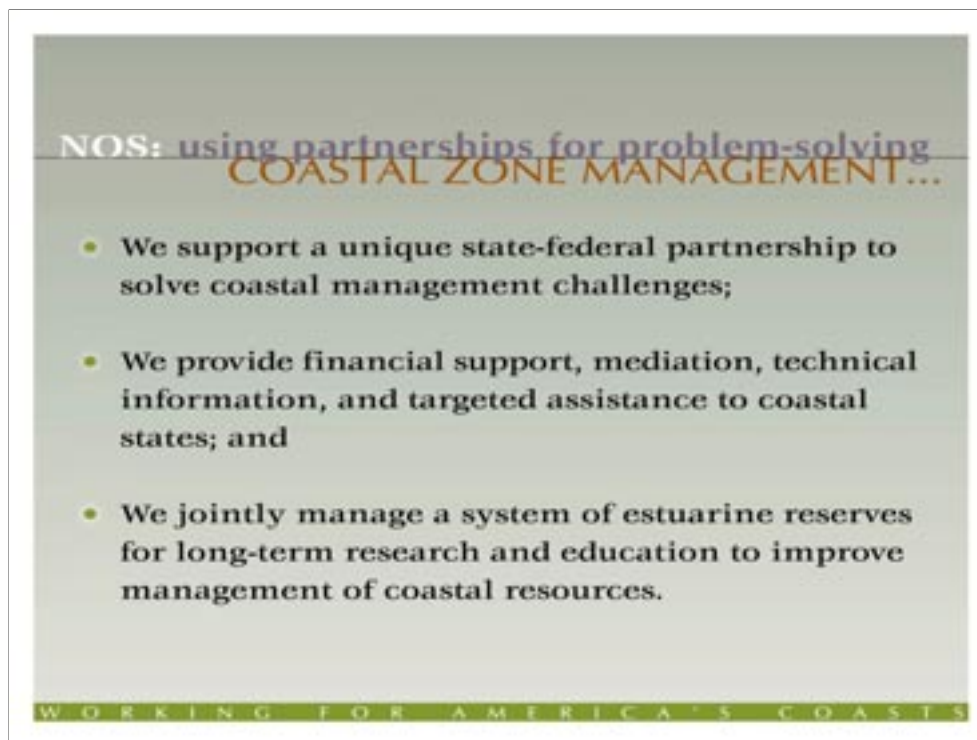 NOS: using partnerships for problem-solving
COASTAL ZONE MANAGEMENT...
• We support a unique state-federal partnership to
solve coastal management challenges;
• We provide financial support, mediation, technical
information, and targeted assistance to coastal
states; and
• We jointly manage a system of estuarine reserves
for long-term research and education to improve
management of coastal resources.
WORKING FOR AMERICA'S COASTS